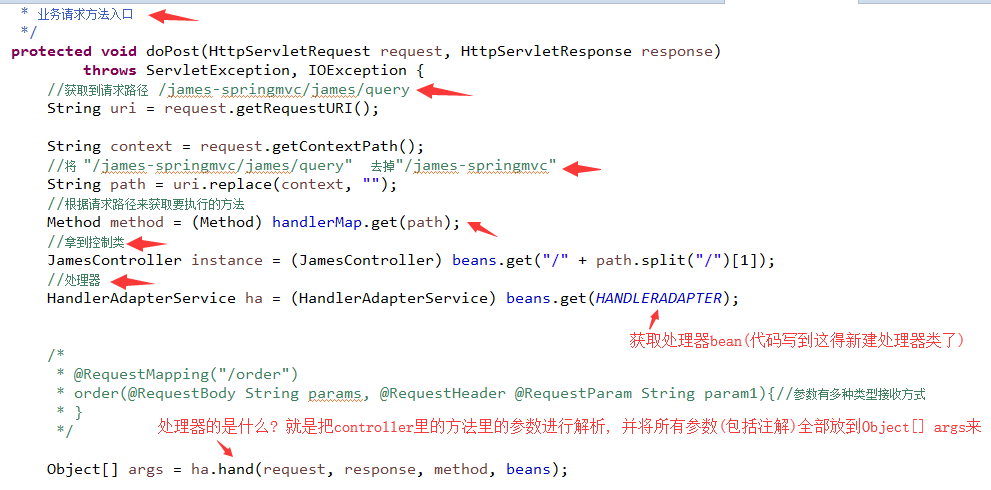 * 业务请求方法入口
*/
protected void doPost(HttpServletRequest request, HttpServletResponse response)
throws ServletException, IOException {
//获取到请求路径 /james-springmvc/james/query
String uri = request.getRequestURI();
String context = request.getContextPath();
//将 "/james-springmvc/james/query" 去掉"/james-springmvc"
String path = uri.replace(context, "");
//根据请求路径来获取要执行的方法
Method method = (Method) handlerMap.get(path);
//拿到控制类
JamesController instance = (JamesController) beans.get("/" + path.split("/")[1]);
//处理器
HandlerAdapterService ha = (HandlerAdapterService) beans.get(HANDLERADAPTER);
获取处理器bean(代码写到这得新建处理器类了)
/*
* @RequestMapping("/order")
* order(@RequestBody String params, @RequestHeader @RequestParam String param1){//参数有多种类型接收方式
* }
*/
处理器的是什么? 就是把controller里的方法里的参数进行解析, 并将所有参数(包括注解)全部放到Object[] args来
Object[] args = ha.hand(request, response, method, beans);